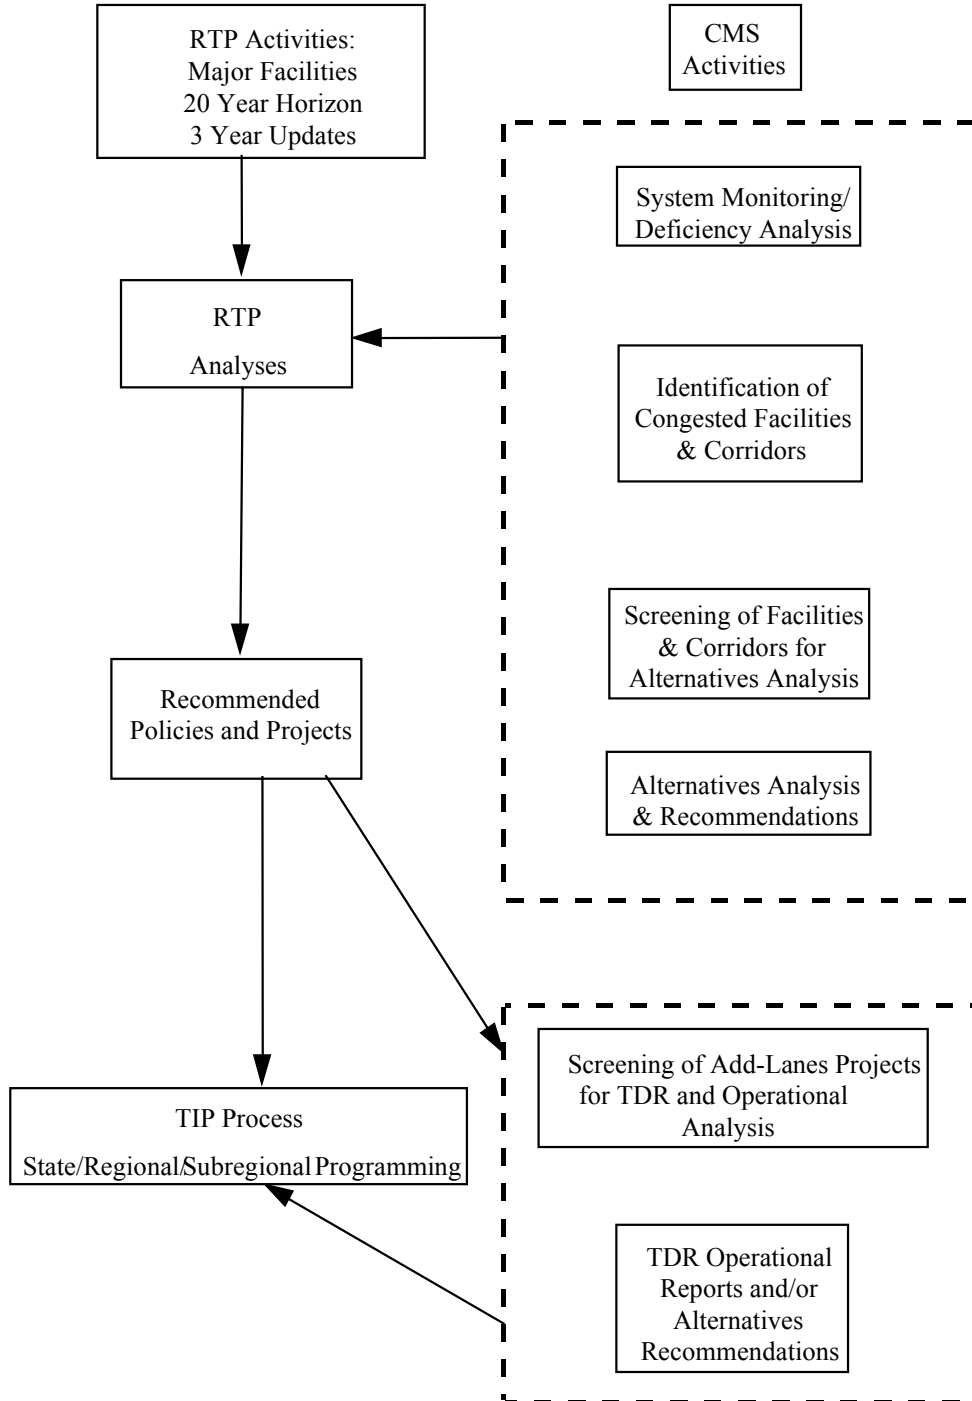 RTP Activities:
Major Facilities
20 Year Horizon
3 Year Updates
CMS
Activities
System Monitoring/
Deficiency Analysis
RTP
Analyses
Identification of
Congested Facilities
& Corridors
Screening of Facilities
& Corridors for
Alternatives Analysis
Recommended
Policies and Projects
Alternatives Analysis
& Recommendations
Screening of Add-Lanes Projects
for TDR and Operational
Analysis
TIP Process
State/Regional/Subregional Programming
TDR Operational
Reports and/or
Alternatives
Recommendations